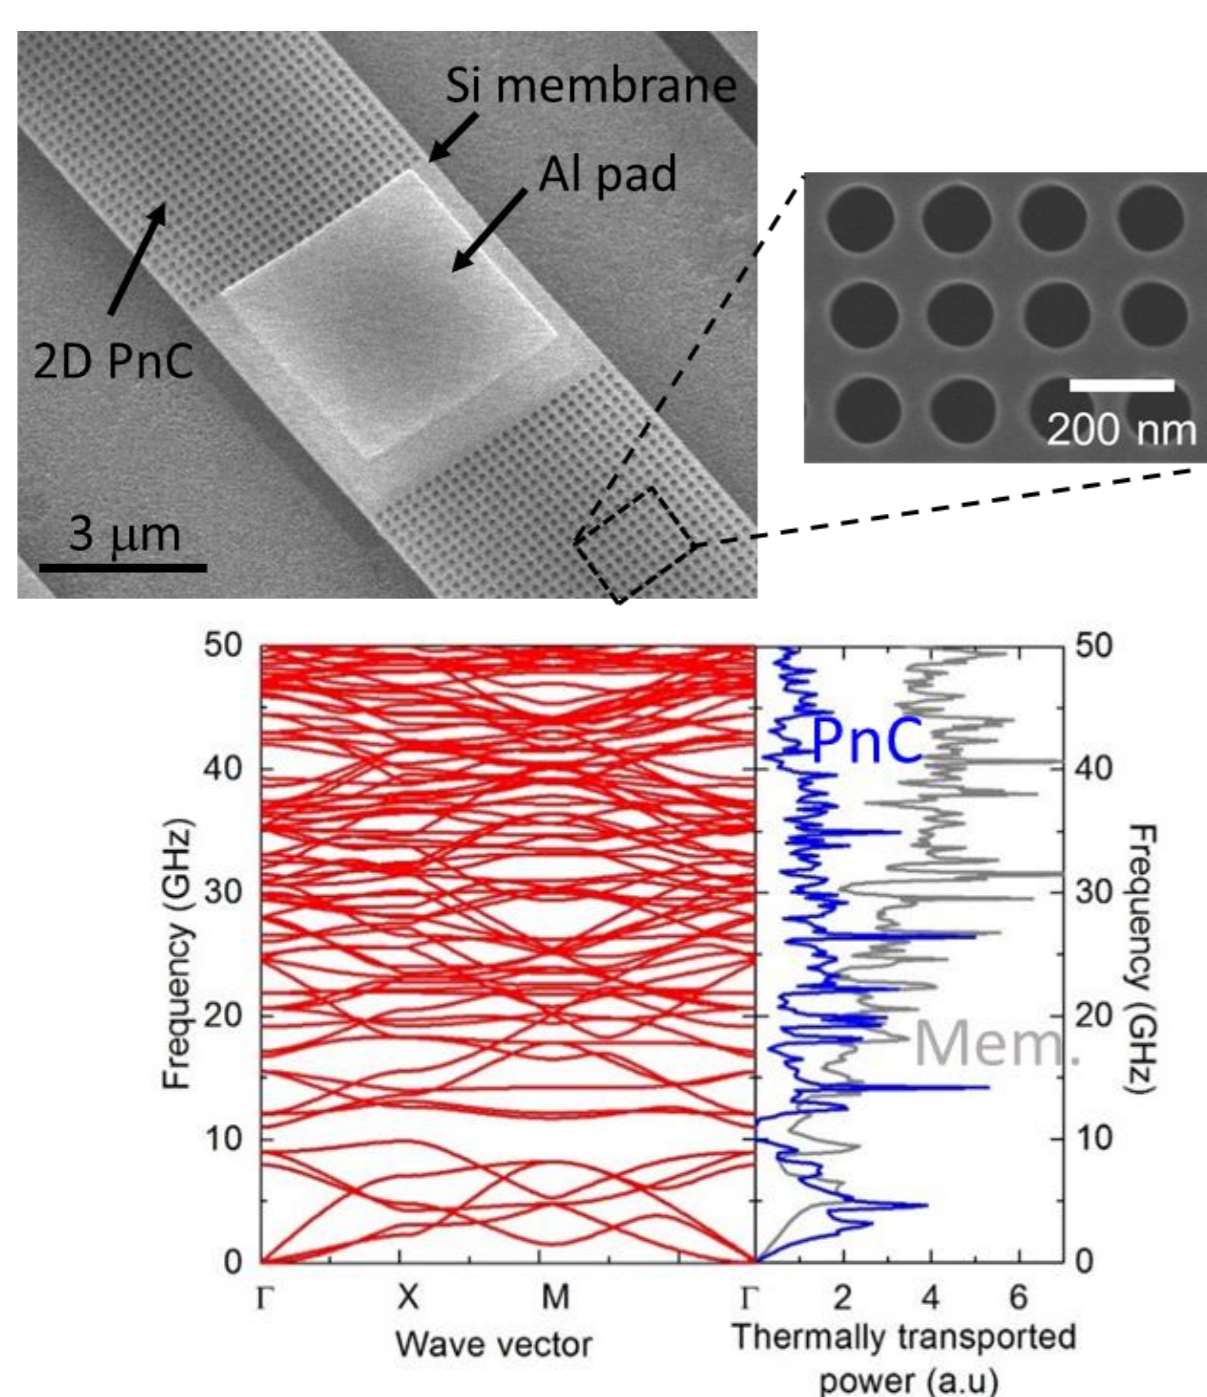 Si membrane
Al pad
2D PnC
3 μm
200 nm
50
40
30
20
10
0
Frequency (GHz)
Γ X M Γ
Wave vector
PnC
Mem.
2 4 6
Thermally transported
power (a.u)
50
40
30
20
10
0
Frequency (GHz)